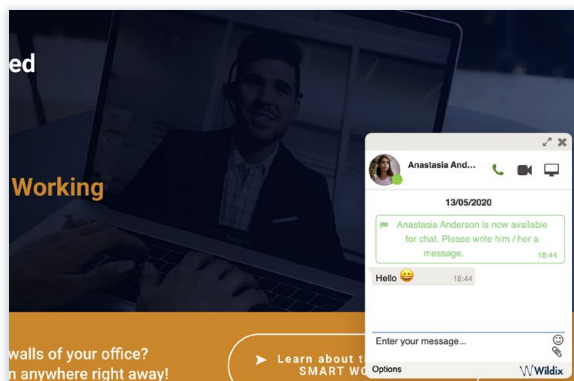 ed
Working
walls of your office?
n anywhere right away!
Learn about t
SMART WO
Anastasia And...
13/05/2020
Anastasia Anderson is now available
for chat. Please write him / her a
message.
18:44
Hello 😀
18:44
Enter your message...
Options
Wildix